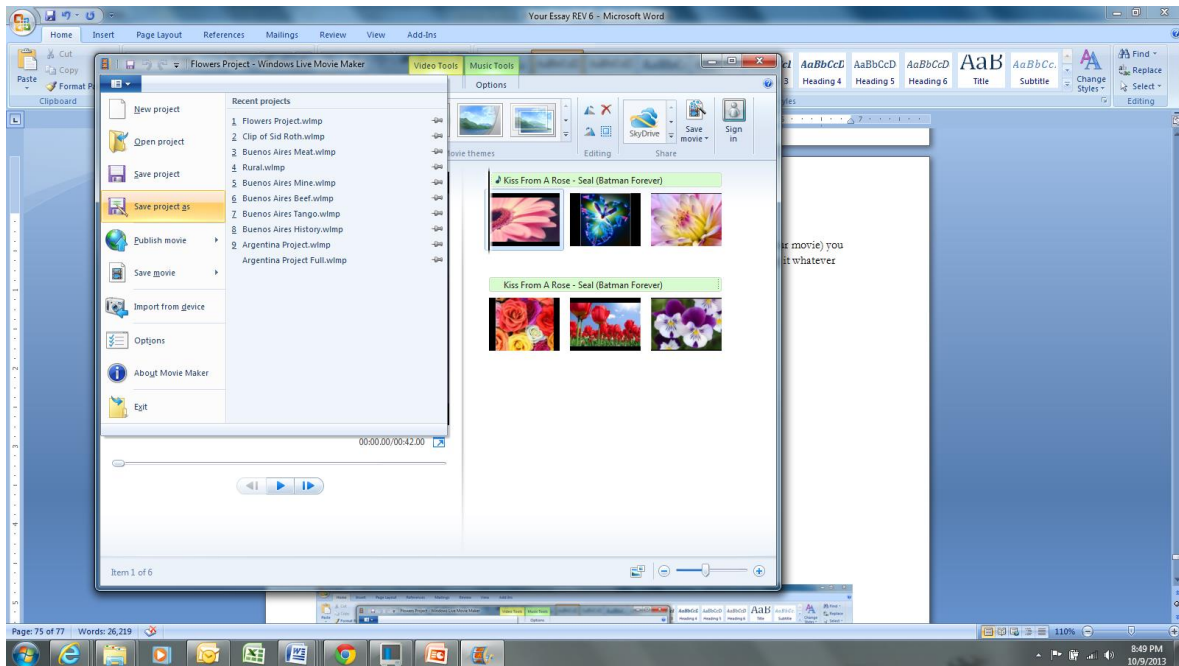 Your Essay REV 6 - Microsoft Word
Home Insert Page Layout References Mailings Review View Add-Ins
Cut
Copy
Format
Paste
Clipboard
AaBbCcD AaBbCcD AaBbCcD AaB AaBbCc.
Heading 4 Heading 5 Heading 6 Title Subtitle
Change Styles
Find
Replace
Select
Editing
Flowers Project - Windows Live Movie Maker
Video Tools Music Tools
Options
New project
Open project
Save project
Save project as
Publish movie
Save movie
Import from device
Options
About Movie Maker
Exit
Recent projects
1 Flowers Project.wlmp
2 Clip of Sid Roth.wlmp
3 Buenos Aires Meat.wlmp
4 Rural.wlmp
5 Buenos Aires Mine.wlmp
6 Buenos Aires Beef.wlmp
7 Buenos Aires Tango.wlmp
8 Buenos Aires History.wlmp
9 Argentina Project.wlmp
Argentina Project Full.wlmp
themes
Editing
SkyDrive
Save movie
Share
Sign in
Kiss From A Rose - Seal (Batman Forever)
Kiss From A Rose - Seal (Batman Forever)
movie) you
it whatever
00:00.00/00:42.00
Item 1 of 6
Page: 75 of 77 Words: 26,219
110%
8:49 PM
10/9/2013